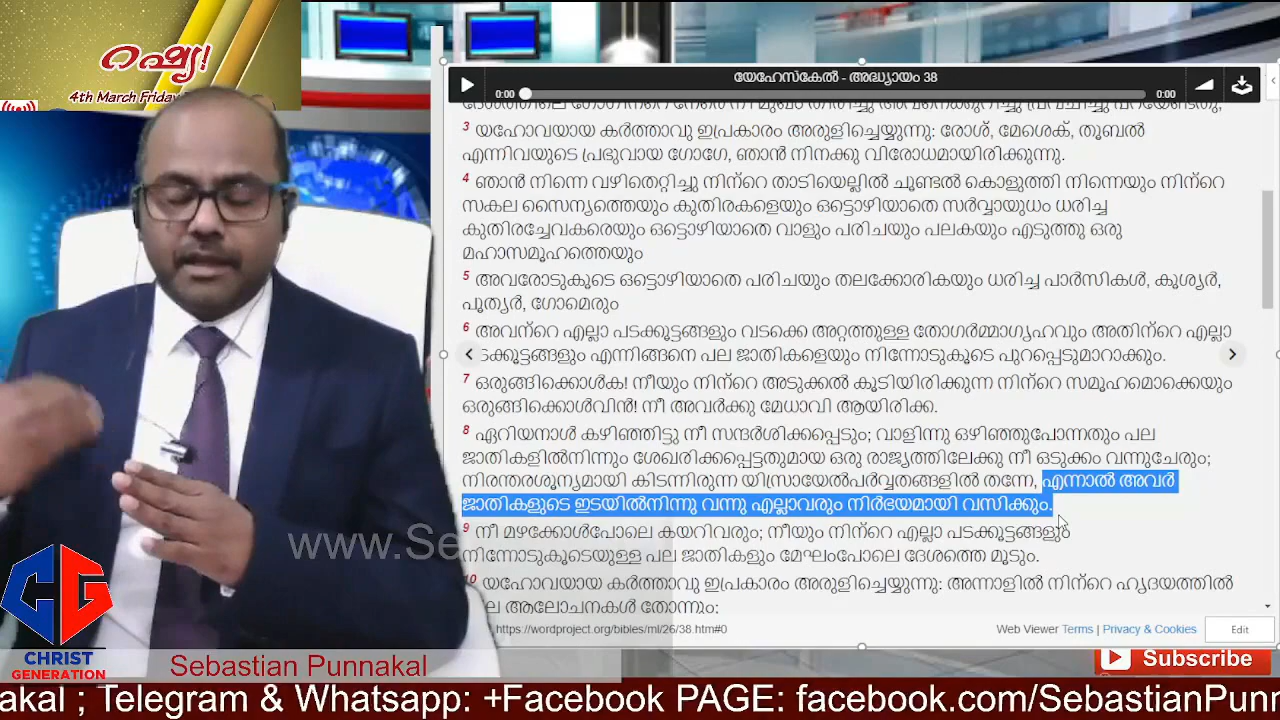 റഷ്യ!
4th March Friday
യേഹേസ്കേൽ - അദ്ധ്യായം 38
0:00
0:00
3 യഹോവയായ കർത്താവു ഇപ്രകാരം അരുളിച്ചെയ്യുന്നു: രോശ്, മേശെക്, തൂബൽ
എന്നിവയുടെ പ്രഭുവായ ഗോഗേ, ഞാൻ നിനക്കു വിരോധമായിരിക്കുന്നു.
4 ഞാൻ നിന്നെ വഴിതെറ്റിച്ചു നിന്റെ താടിയെല്ലിൽ ചൂണ്ടൽ കൊളുത്തി നിന്നെയും നിന്റെ
സകല സൈന്യത്തെയും കുതിരകളെയും ഒട്ടൊഴിയാതെ സർവ്വായുധം ധരിച്ച
കുതിരച്ചേവകരെയും ഒട്ടൊഴിയാതെ വാളും പരിചയും പലകയും എടുത്തു ഒരു
മഹാസമൂഹത്തെയും
5 അവരോടുകൂടെ ഒട്ടൊഴിയാതെ പരിചയും തലക്കോരികയും ധരിച്ച പാർസികൾ, കൂശ്യർ,
പൂത്യർ, ഗോമെരും
6 അവന്റെ എല്ലാ പടക്കൂട്ടങ്ങളും വടക്കെ അറ്റത്തുള്ള തോഗർമ്മാഗൃഹവും അതിന്റെ എല്ലാ
ടക്കൂട്ടങ്ങളും എന്നിങ്ങനെ പല ജാതികളെയും നിന്നോടുകൂടെ പുറപ്പെടുമാറാക്കും.
7 ഒരുങ്ങിക്കൊൾക! നീയും നിന്റെ അടുക്കൽ കൂടിയിരിക്കുന്ന നിന്റെ സമൂഹമൊക്കെയും
ഒരുങ്ങിക്കൊൾവിൻ! നീ അവർക്കു മേധാവി ആയിരിക്ക.
8 ഏറിയനാൾ കഴിഞ്ഞിട്ടു നീ സന്ദർശിക്കപ്പെടും; വാളിന്നു ഒഴിഞ്ഞുപോന്നതും പല
ജാതികളിൽനിന്നും ശേഖരിക്കപ്പെട്ടതുമായ ഒരു രാജ്യത്തിലേക്കു നീ ഒടുക്കം വന്നുചേരും;
നിരന്തരശൂന്യമായി കിടന്നിരുന്ന യിസ്രായേൽപർവ്വതങ്ങളിൽ തന്നേ, എന്നാൽ അവർ
ജാതികളുടെ ഇടയിൽനിന്നു വന്നു എല്ലാവരും നിർഭയമായി വസിക്കും.
9 നീ മഴക്കോൾപോലെ കയറിവരും; നീയും നിന്റെ എല്ലാ പടക്കൂട്ടങ്ങളും
നിന്നോടുകൂടെയുള്ള പല ജാതികളും മേഘംപോലെ ദേശത്തെ മൂടും.
10 യഹോവയായ കർത്താവു ഇപ്രകാരം അരുളിച്ചെയ്യുന്നു: അന്നാളിൽ നിന്റെ ഹൃദയത്തിൽ
ല ആലോചനകൾ തോന്നും:
https://wordproject.org/bibles/ml/26/38.htm#0
Web Viewer Terms | Privacy & Cookies
Edit
www.Se
CG
CHRIST
GENERATION
Sebastian Punnakal
Subscribe
akal ; Telegram & Whatsapp: +Facebook PAGE: facebook.com/SebastianPunn